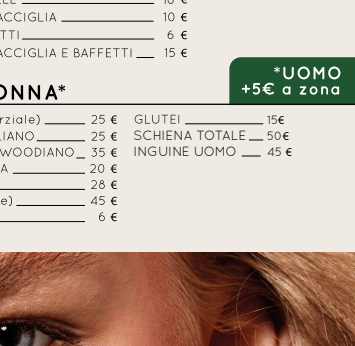 10 €
ACCIGLIA 10 €
TTI 6 €
ACCIGLIA E BAFFETTI 15 €
*UOMO
+5€ a zona
ONNA*
rziale) 25 € GLUTEI 15€
LIANO 25 € SCHIENA TOTALE 50€
WOODIANO 35 € INGUINE UOMO 45 €
A 20 €
28 €
e) 45 €
6 €